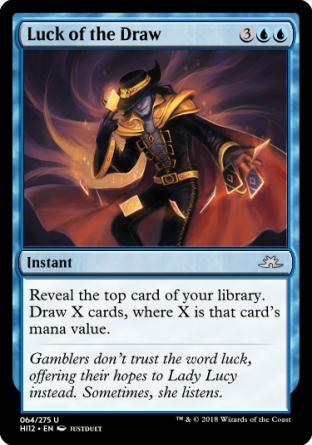 Luck of the Draw 3
Instant
Reveal the top card of your library.
Draw X cards, where X is that card's
mana value.
Gamblers don't trust the word luck,
offering their hopes to Lady Lucy
instead. Sometimes, she listens.
064/275 U
HI12 • EN JUSTDUET
™ & © 2018 Wizards of the Coast